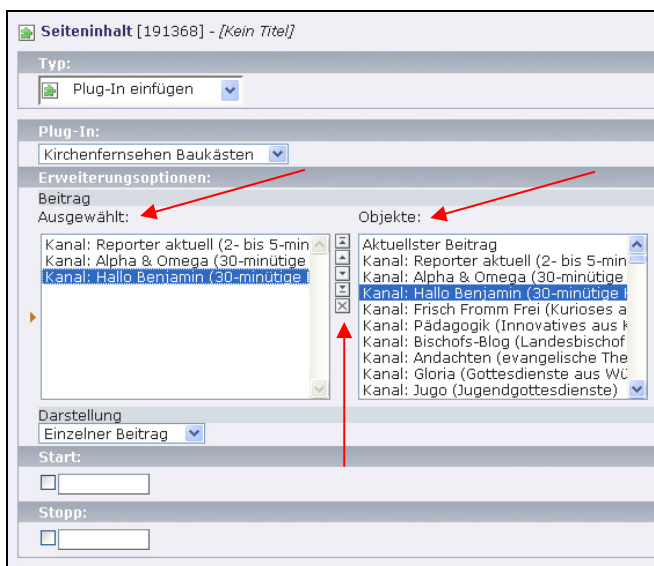 Seiteninhalt [191368] - [Kein Titel]
Typ:
Plug-In einfügen
Plug-In:
Kirchenfernsehen Baukästen
Erweiterungsoptionen:
Beitrag
Ausgewählt:
Objekte:
Kanal: Reporter aktuell (2- bis 5-min
Kanal: Alpha & Omega (30-minütige
Kanal: Hallo Benjamin (30-minütige
Aktuellster Beitrag
Kanal: Reporter aktuell (2- bis 5-min
Kanal: Alpha & Omega (30-minütige
Kanal: Hallo Benjamin (30-minütige
Kanal: Frisch Fromm Frei (Kurioses a
Kanal: Pädagogik (Innovatives aus
Kanal: Bischofs-Blog (Landesbischof
Kanal: Andachten (evangelische The
Kanal: Gloria (Gottesdienste aus Wü
Kanal: Jugo (Jugendgottesdienste)
Darstellung
Einzelner Beitrag
Start:
Stopp: